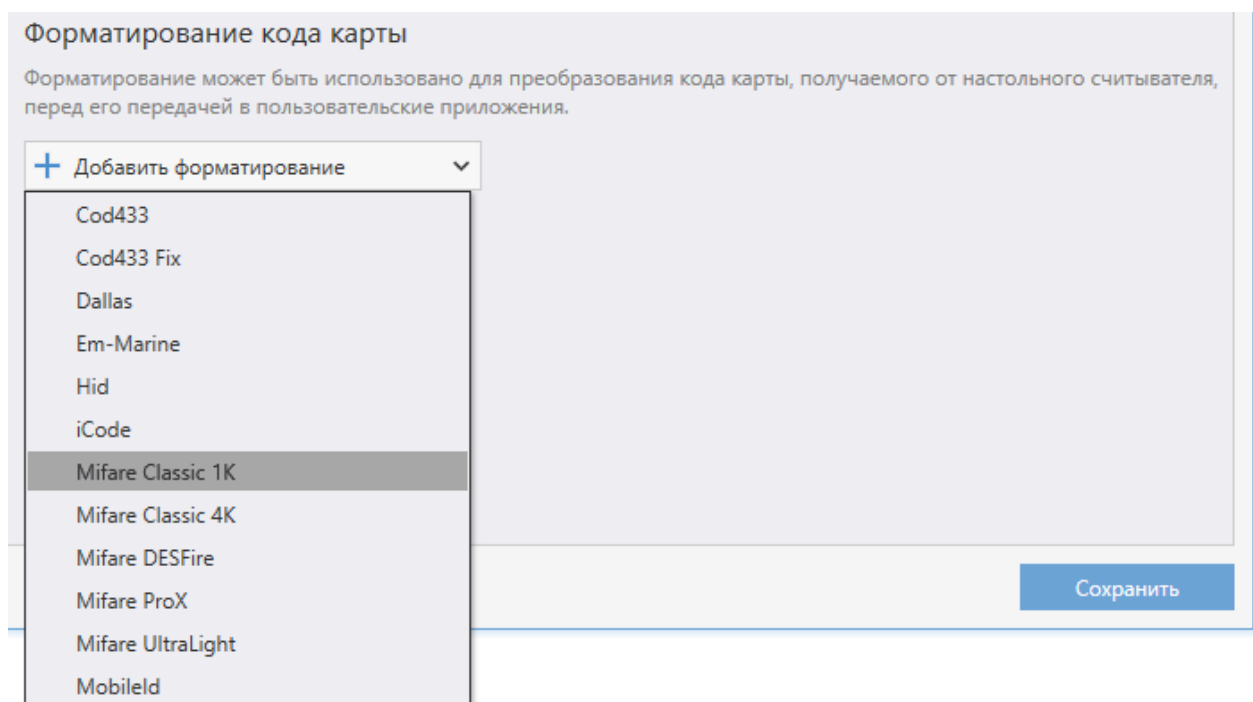 Форматирование кода карты
Форматирование может быть использовано для преобразования кода карты, получаемого от настольного считывателя,
перед его передачей в пользовательские приложения.
Добавить форматирование
Cod433
Cod433 Fix
Dallas
Em-Marine
Hid
iCode
Mifare Classic 1K
Mifare Classic 4K
Mifare DESFire
Mifare ProX
Сохранить
Mifare UltraLight
MobileId